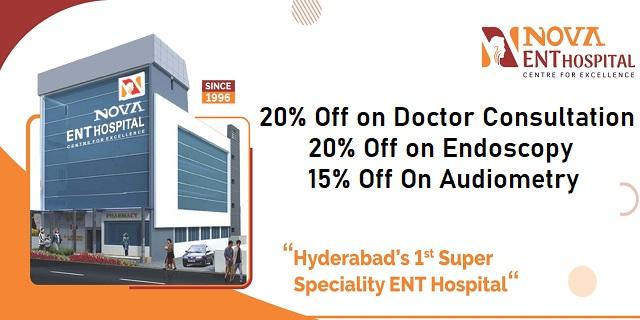 NOVA
ENT HOSPITAL
CENTRE FOR EXCELLENCE
SINCE
1996
NOVA
ENT HOSPITAL
CENTRE FOR EXCELLENCE
PHARMACY
20% Off on Doctor Consultation
20% Off on Endoscopy
15% Off On Audiometry
“Hyderabad's 1st Super
Speciality ENT Hospital“